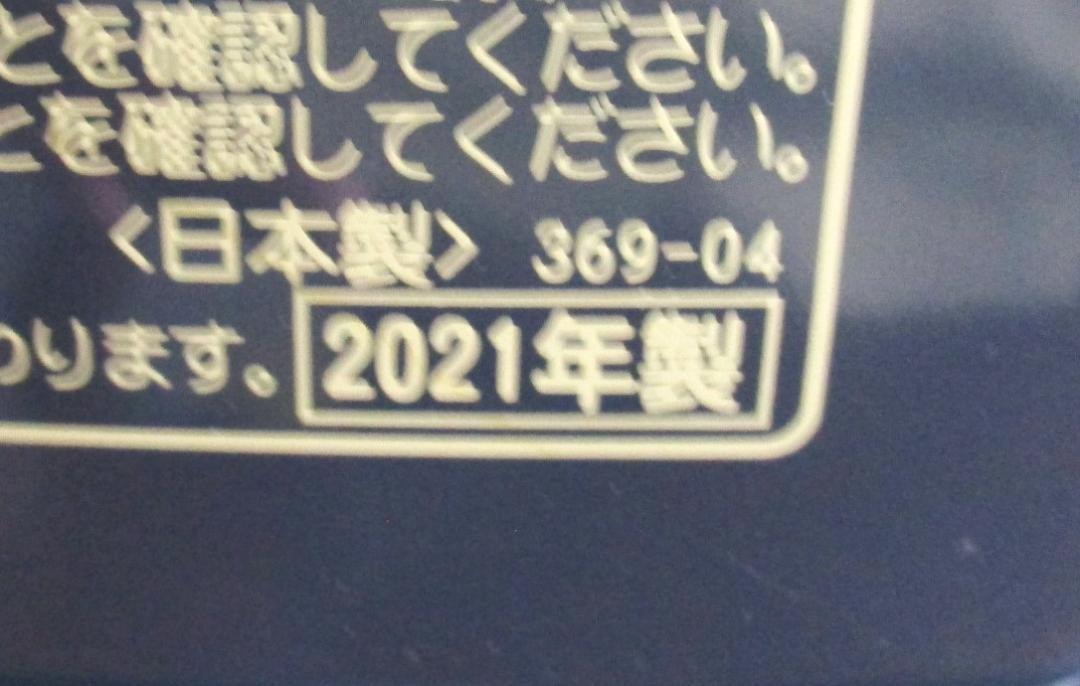 とを確認してください。
とを確認してください。
<日本製> 369-04
わります。 2021年製